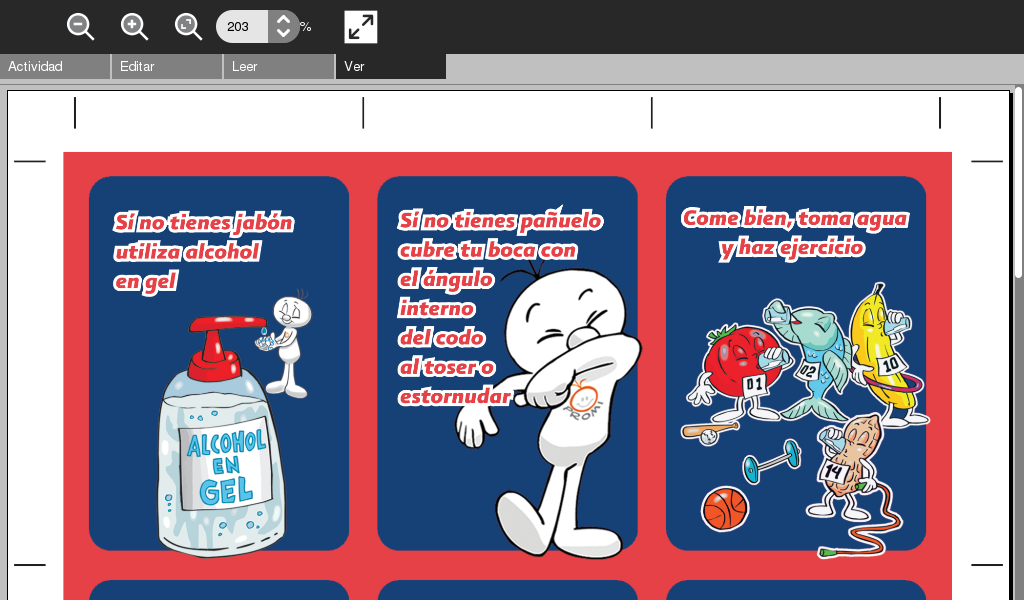 203 %
Actividad
Editar
Leer
Ver
Sí no tienes jabón
utiliza alcohol
en gel
ALCOHOL
EN
GEL
Sí no tienes pañuelo
cubre tu boca con
el ángulo
interno
del codo
al toser o
estornudar
PROMI
Come bien, toma agua
y haz ejercicio
01
02
10
14